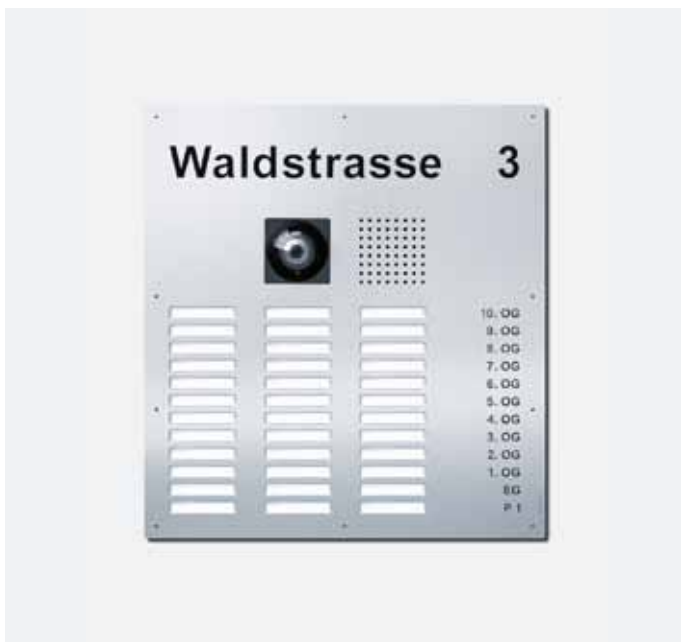 Waldstrasse 3
10. OG
9. OG
8. OG
7. OG
6. OG
5. OG
4. OG
3. OG
2. OG
1. OG
EG
P 1